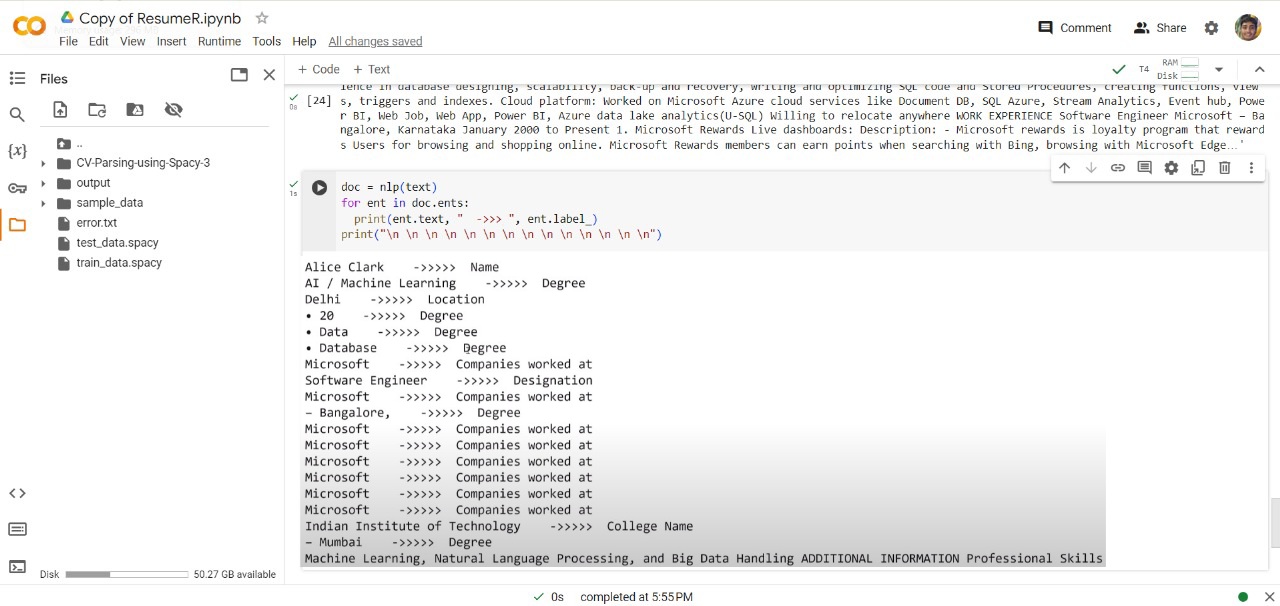 Copy of ResumeR.ipynb
Comment
Share
File Edit View Insert Runtime Tools Help All changes saved
Files
+ Code + Text
T4
RAM
Disk
..
CV-Parsing-using-Spacy-3
output
sample_data
error.txt
test_data.spacy
train_data.spacy
{x}
<>
Disk
50.27 GB available
[24]
0s
ience in database designing, scalability, back-up and recovery, writing and optimizing SQL code and Stored Procedures, creating functions, view
s, triggers and indexes. Cloud platform: Worked on Microsoft Azure cloud services like Document DB, SQL Azure, Stream Analytics, Event hub, Powe
r BI, Web Job, Web App, Power BI, Azure data lake analytics(U-SQL) Willing to relocate anywhere WORK EXPERIENCE Software Engineer Microsoft – Ba
ngalore, Karnataka January 2000 to Present 1. Microsoft Rewards Live dashboards: Description: - Microsoft rewards is loyalty program that reward
s Users for browsing and shopping online. Microsoft Rewards members can earn points when searching with Bing, browsing with Microsoft Edge…'
1s
doc = nlp(text)
for ent in doc.ents:
print(ent.text, " ->>> ", ent.label_)
print("\n \n \n \n \n \n \n \n \n \n \n \n \n \n")
Alice Clark ->>>>> Name
AI / Machine Learning ->>>>> Degree
Delhi ->>>>> Location
• 20 ->>>>> Degree
• Data ->>>>> Degree
• Database ->>>>> Degree
Microsoft ->>>>> Companies worked at
Software Engineer ->>>>> Designation
Microsoft ->>>>> Companies worked at
– Bangalore, ->>>>> Degree
Microsoft ->>>>> Companies worked at
Microsoft ->>>>> Companies worked at
Microsoft ->>>>> Companies worked at
Microsoft ->>>>> Companies worked at
Microsoft ->>>>> Companies worked at
Microsoft ->>>>> Companies worked at
Indian Institute of Technology ->>>>> College Name
– Mumbai ->>>>> Degree
Machine Learning, Natural Language Processing, and Big Data Handling ADDITIONAL INFORMATION Professional Skills
0s completed at 5:55 PM